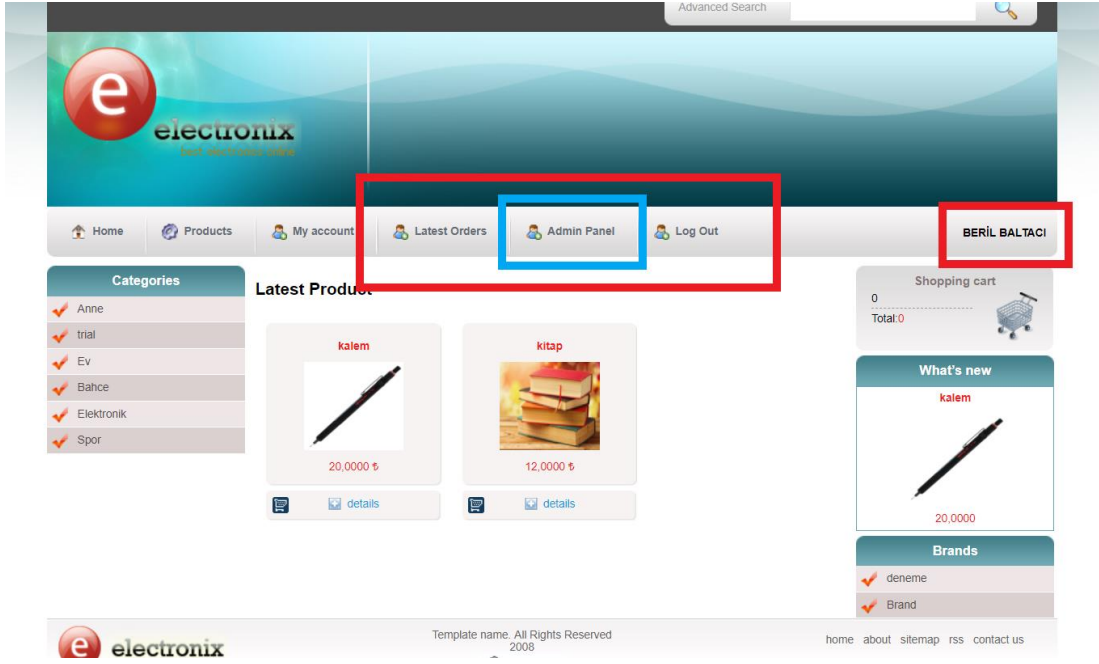 Advanced Search
e
electronix
Home
Products
My account
Latest Orders
Admin Panel
Log Out
BERİL BALTACI
Categories
Anne
trial
Ev
Bahce
Elektronik
Spor
Latest Product
kalem
20,0000 ₺
details
kitap
12,0000 ₺
details
Shopping cart
0
Total:0
What's new
kalem
20,0000
Brands
deneme
Brand
e
electronix
Template name. All Rights Reserved
2008
home about sitemap rss contact us